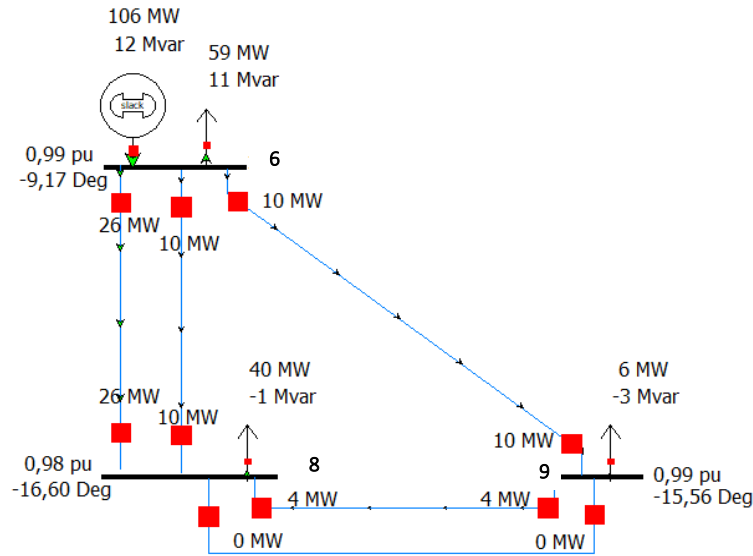 106 MW
12 Mvar
59 MW
11 Mvar
slack
0,99 pu
-9,17 Deg
6
26 MW
10 MW
10 MW
26 MW
10 MW
40 MW
-1 Mvar
6 MW
-3 Mvar
10 MW
0,98 pu
-16,60 Deg
8
9
0,99 pu
-15,56 Deg
4 MW
4 MW
0 MW
0 MW